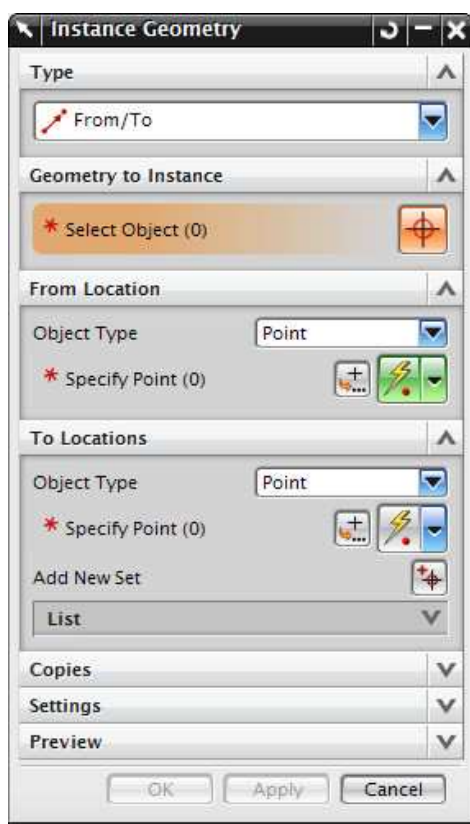 Instance Geometry
Type
From/To
Geometry to Instance
* Select Object (0)
From Location
Object Type Point
* Specify Point (0)
To Locations
Object Type Point
* Specify Point (0)
Add New Set
List
Copies
Settings
Preview
OK Apply Cancel